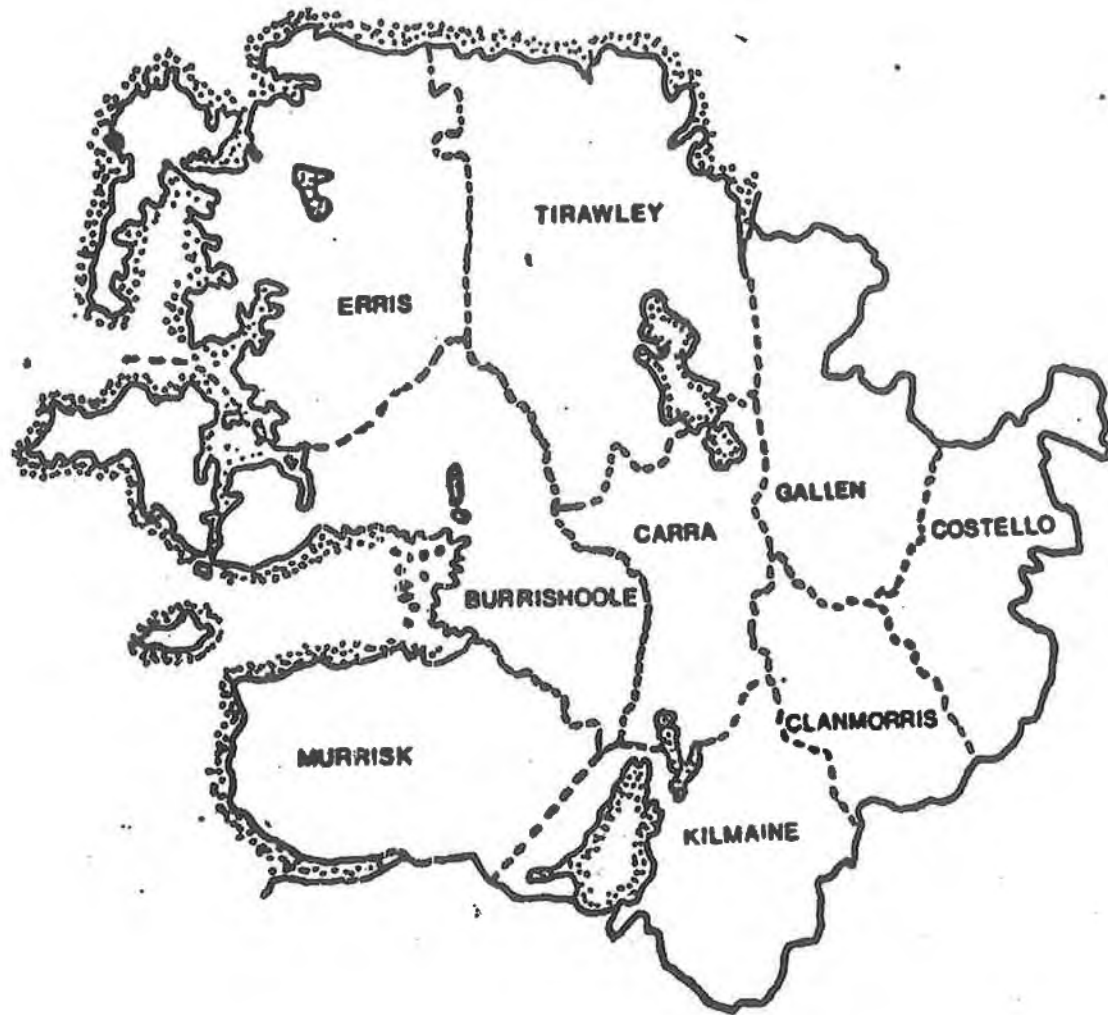 TIRAWLEY
ERRIS
GALLEN
COSTELLO
CARRA
BURRISHOOLE
CLANMORRIS
MURRISK
KILMAINE